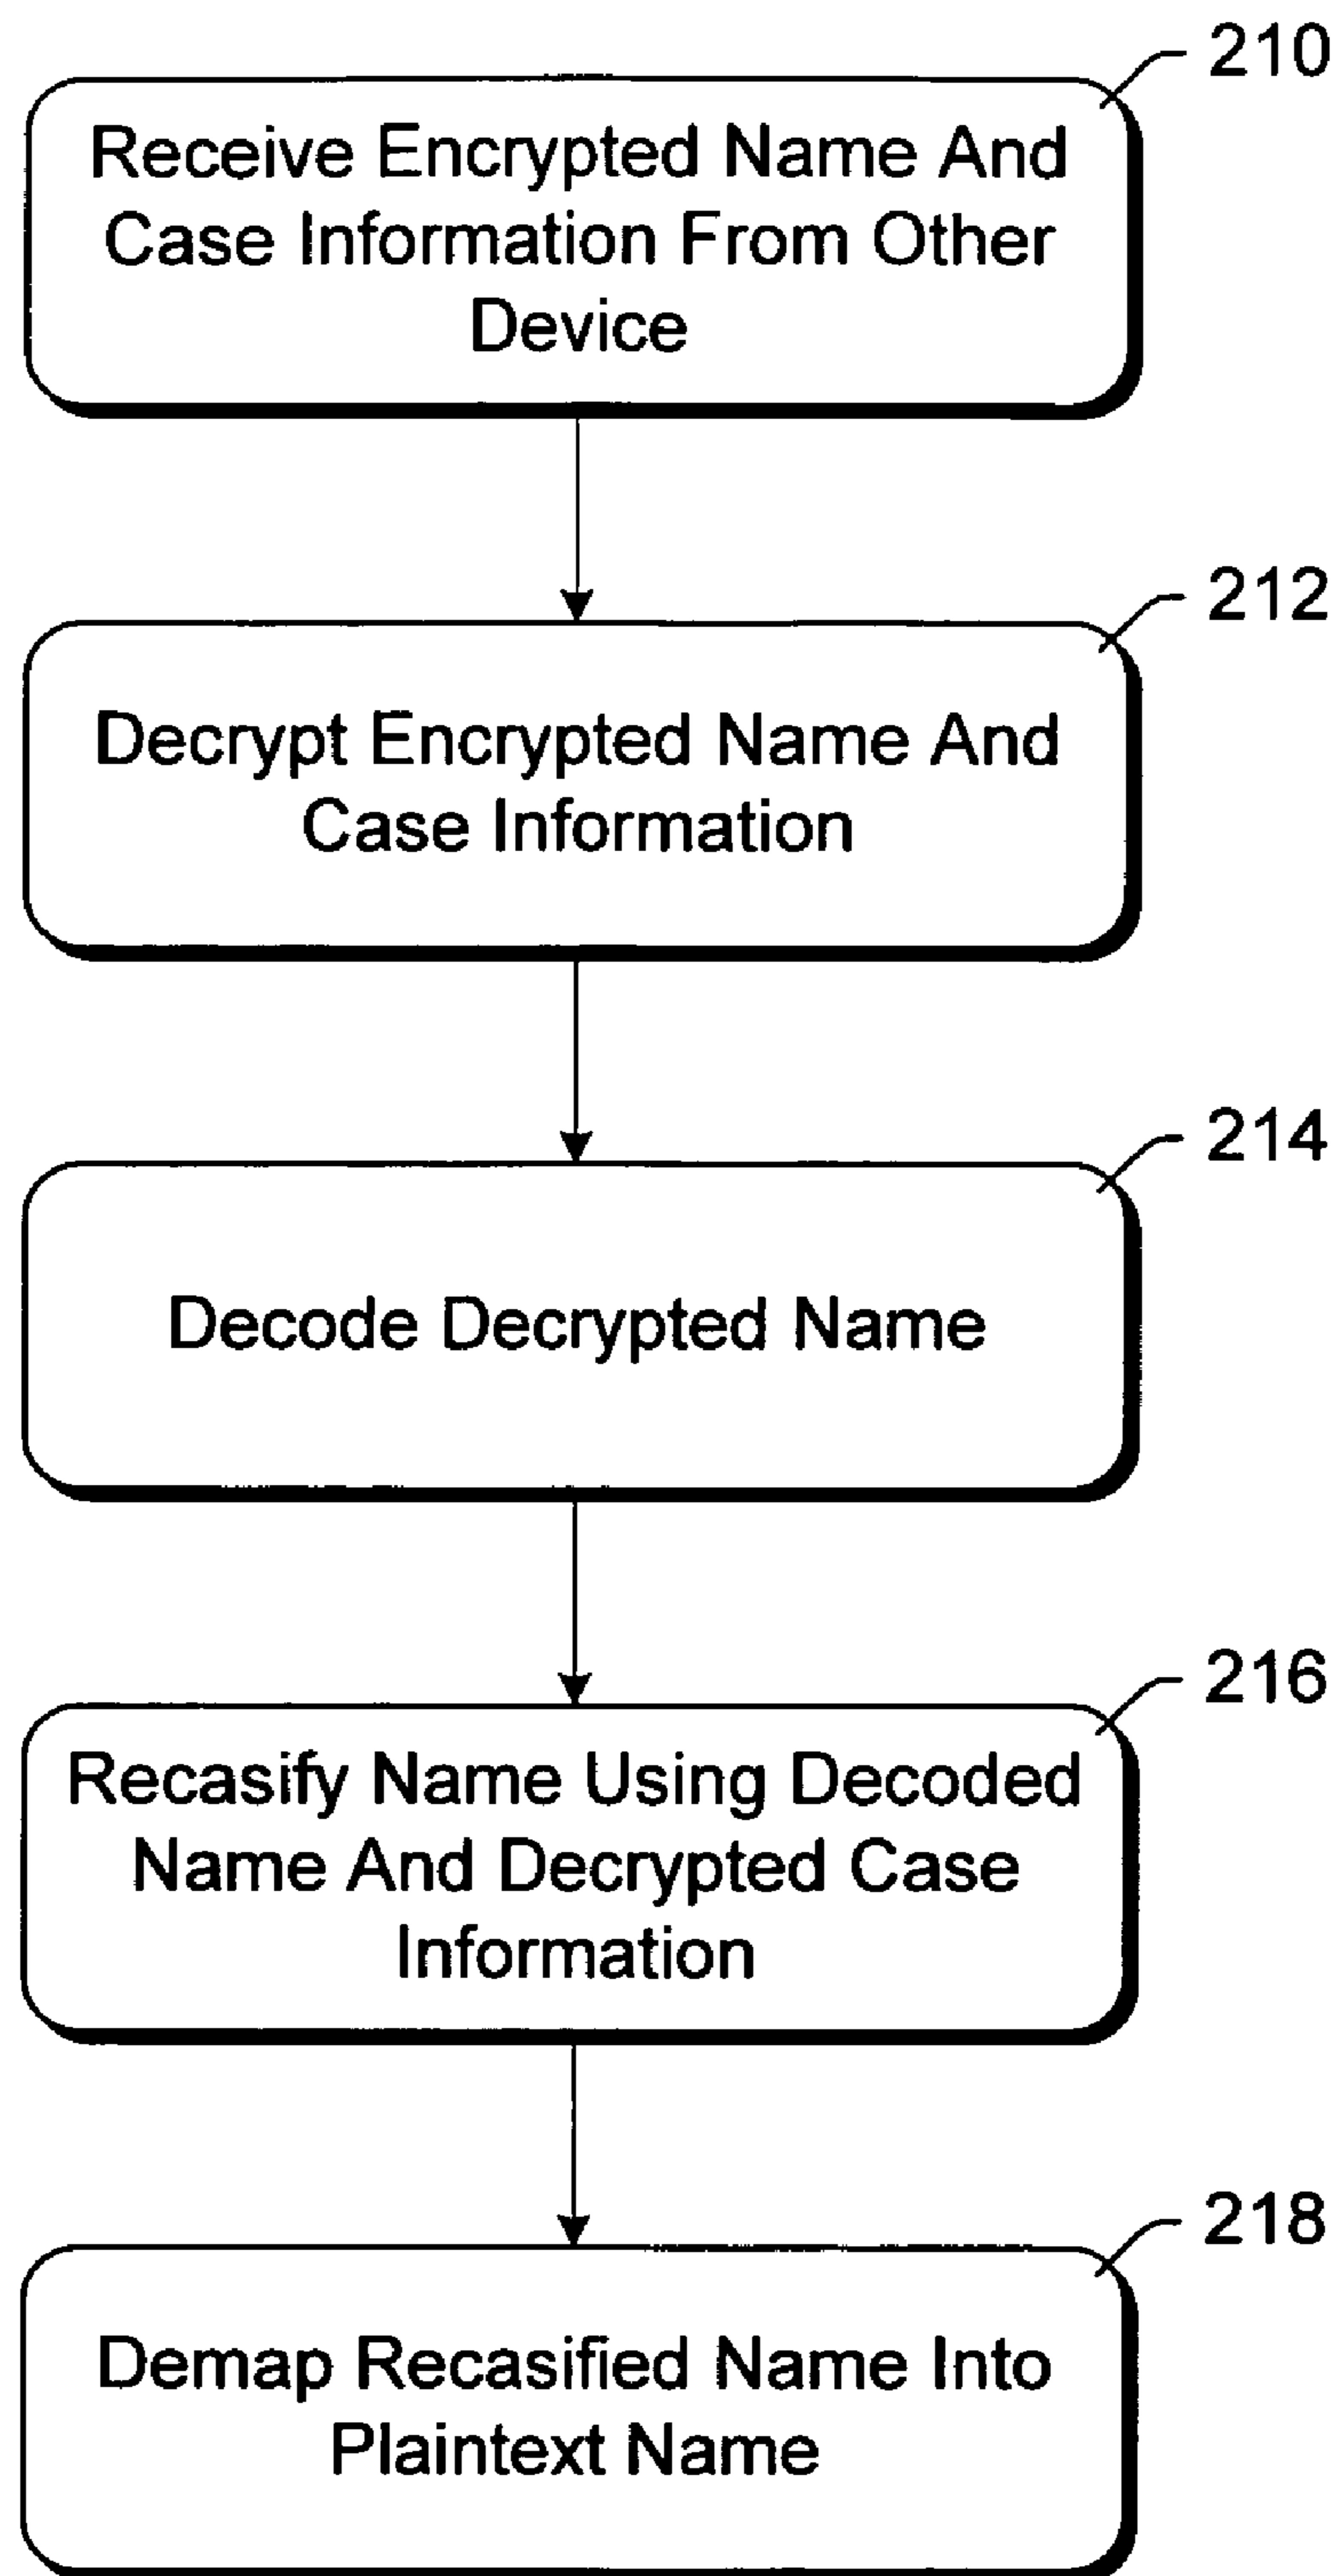 210
Receive Encrypted Name And
Case Information From Other
Device
212
Decrypt Encrypted Name And
Case Information
214
Decode Decrypted Name
216
Recasify Name Using Decoded
Name And Decrypted Case
Information
218
Demap Recasified Name Into
Plaintext Name